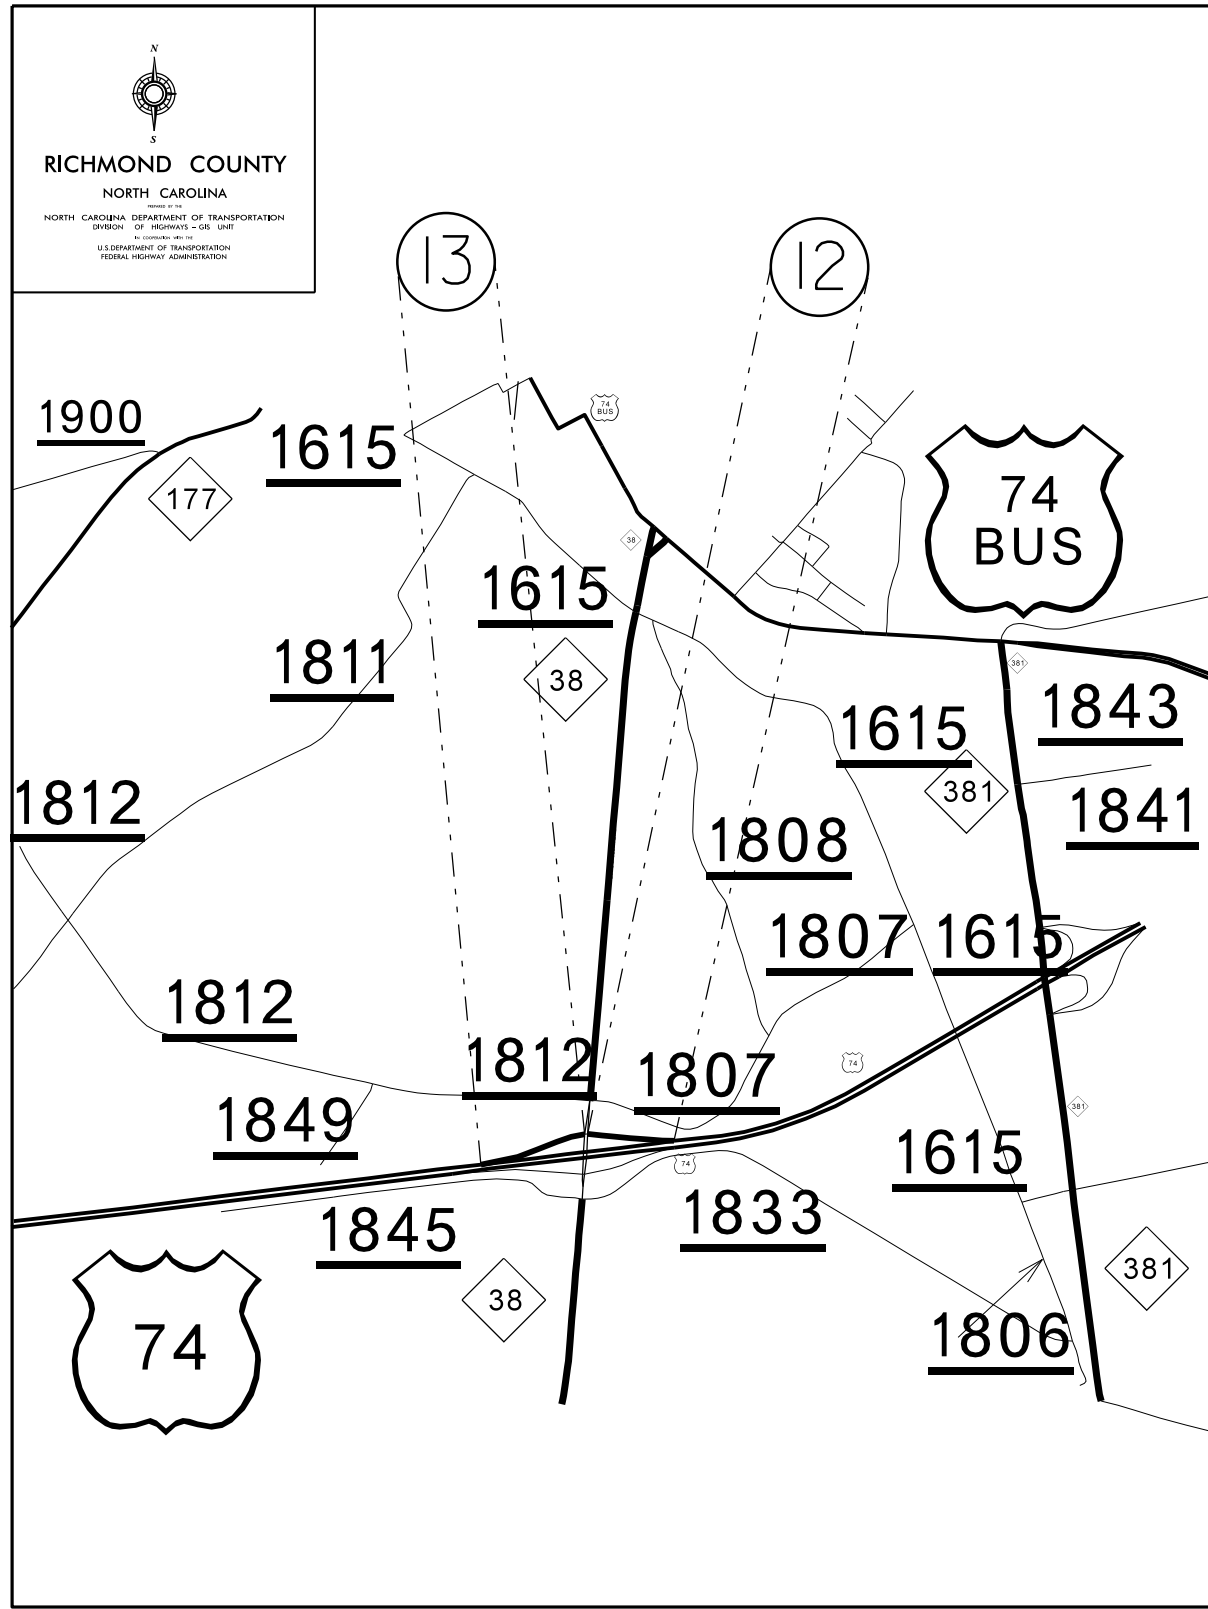 N
S
RICHMOND COUNTY
NORTH CAROLINA
PREPARED BY THE
NORTH CAROLINA DEPARTMENT OF TRANSPORTATION
DIVISION OF HIGHWAYS – GIS UNIT
IN COOPERATION WITH THE
U.S.DEPARTMENT OF TRANSPORTATION
FEDERAL HIGHWAY ADMINISTRATION
13
12
74
BUS
1900
1615
177
74
BUS
38
1615
1811
38
381
1843
1615
381
1812
1841
1808
1807
1615
1812
1812
1807
74
381
1849
1615
74
1833
1845
381
38
74
1806